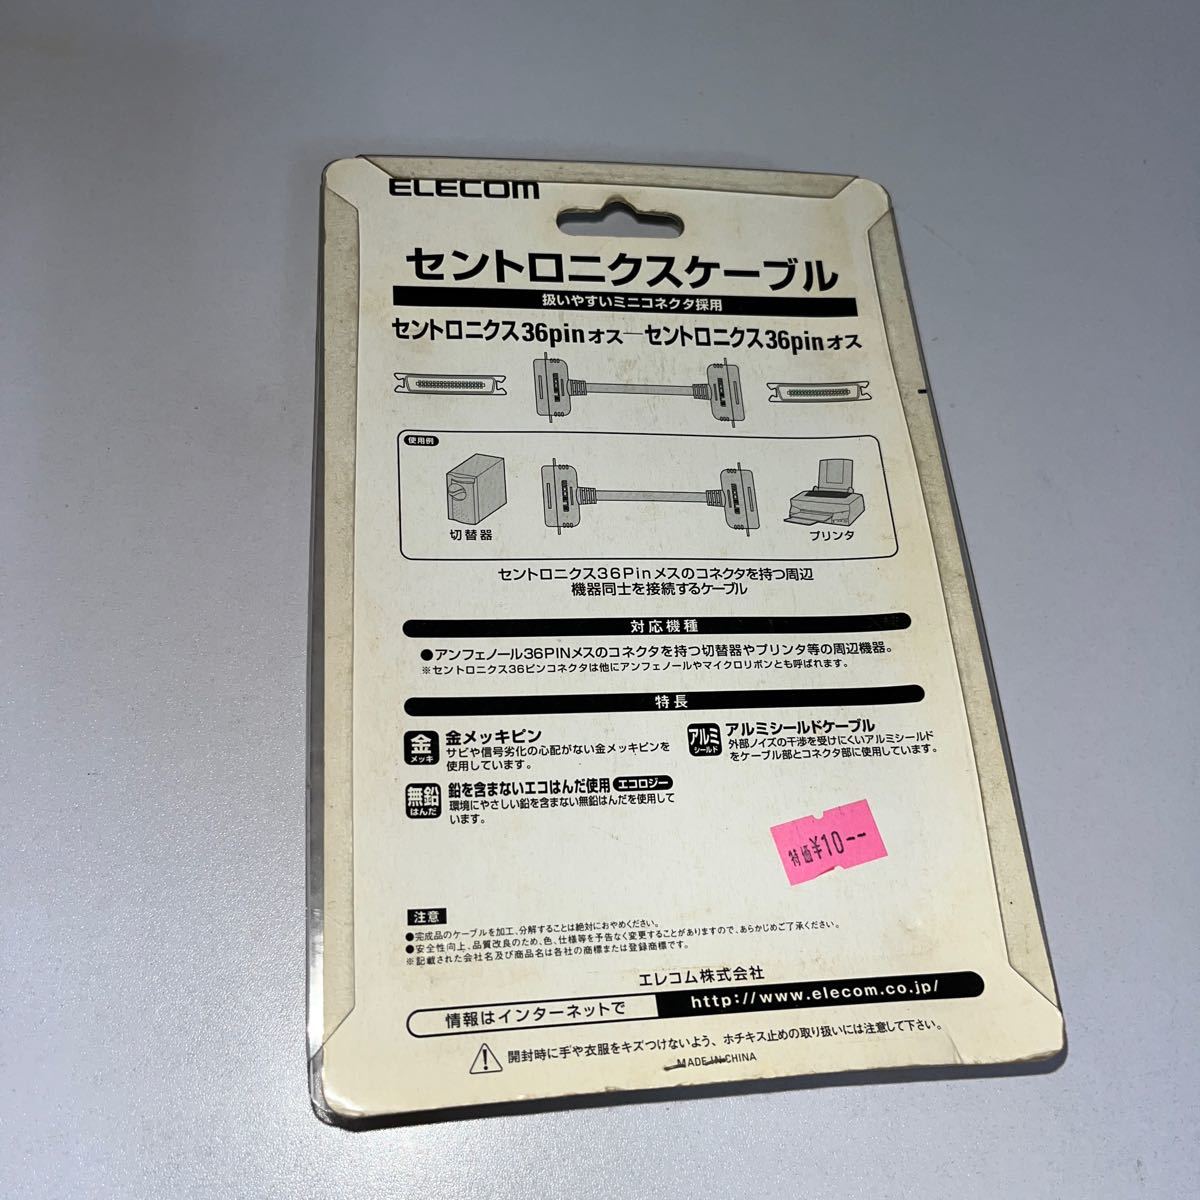 ELECOM
セントロニクスケーブル
扱いやすいミニコネクタ採用
セントロニクス36pinオス─セントロニクス36pinオス
使用例
切替器
プリンタ
セントロニクス36Pinメスのコネクタを持つ周辺
機器同士を接続するケーブル
対応機種
●アンフェノール36PINメスのコネクタを持つ切替器やプリンタ等の周辺機器。
※セントロニクス36ピンコネクタは他にアンフェノールやマイクロリボンとも呼ばれます。
特長
金
メッキ
金メッキピン
サビや信号劣化の心配がない金メッキピンを
使用しています。
アルミ
シールド
アルミシールドケーブル
外部ノイズの干渉を受けにくいアルミシールド
をケーブル部とコネクタ部に使用しています。
無鉛
はんだ
鉛を含まないエコはんだ使用 エコロジー
環境にやさしい鉛を含まない無鉛はんだを使用して
います。
特価¥10--
注意
●完成品のケーブルを加工、分解することは絶対におやめください。
●安全性向上、品質改良のため、色、仕様等を予告なく変更することがありますので、あらかじめご了承ください。
※記載された会社名及び商品名は各社の商標または登録商標です。
エレコム株式会社
情報はインターネットで http://www.elecom.co.jp/
開封時に手や衣服をキズつけないよう、ホチキス止めの取り扱いには注意して下さい。
MADE IN CHINA